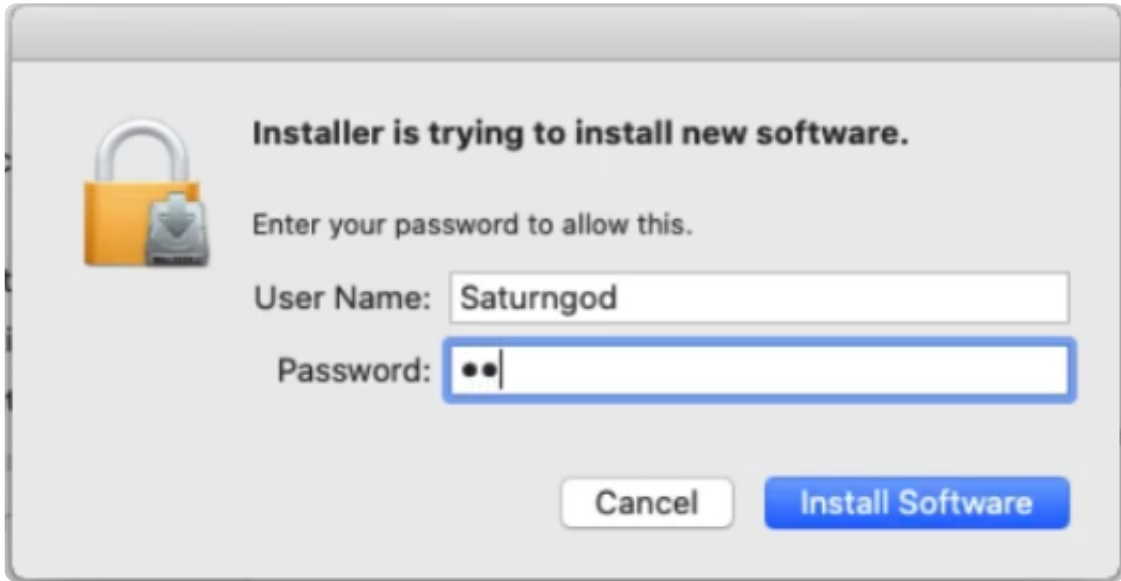 Installer is trying to install new software.
Enter your password to allow this.
User Name: Saturngod
Password: ••
Cancel Install Software